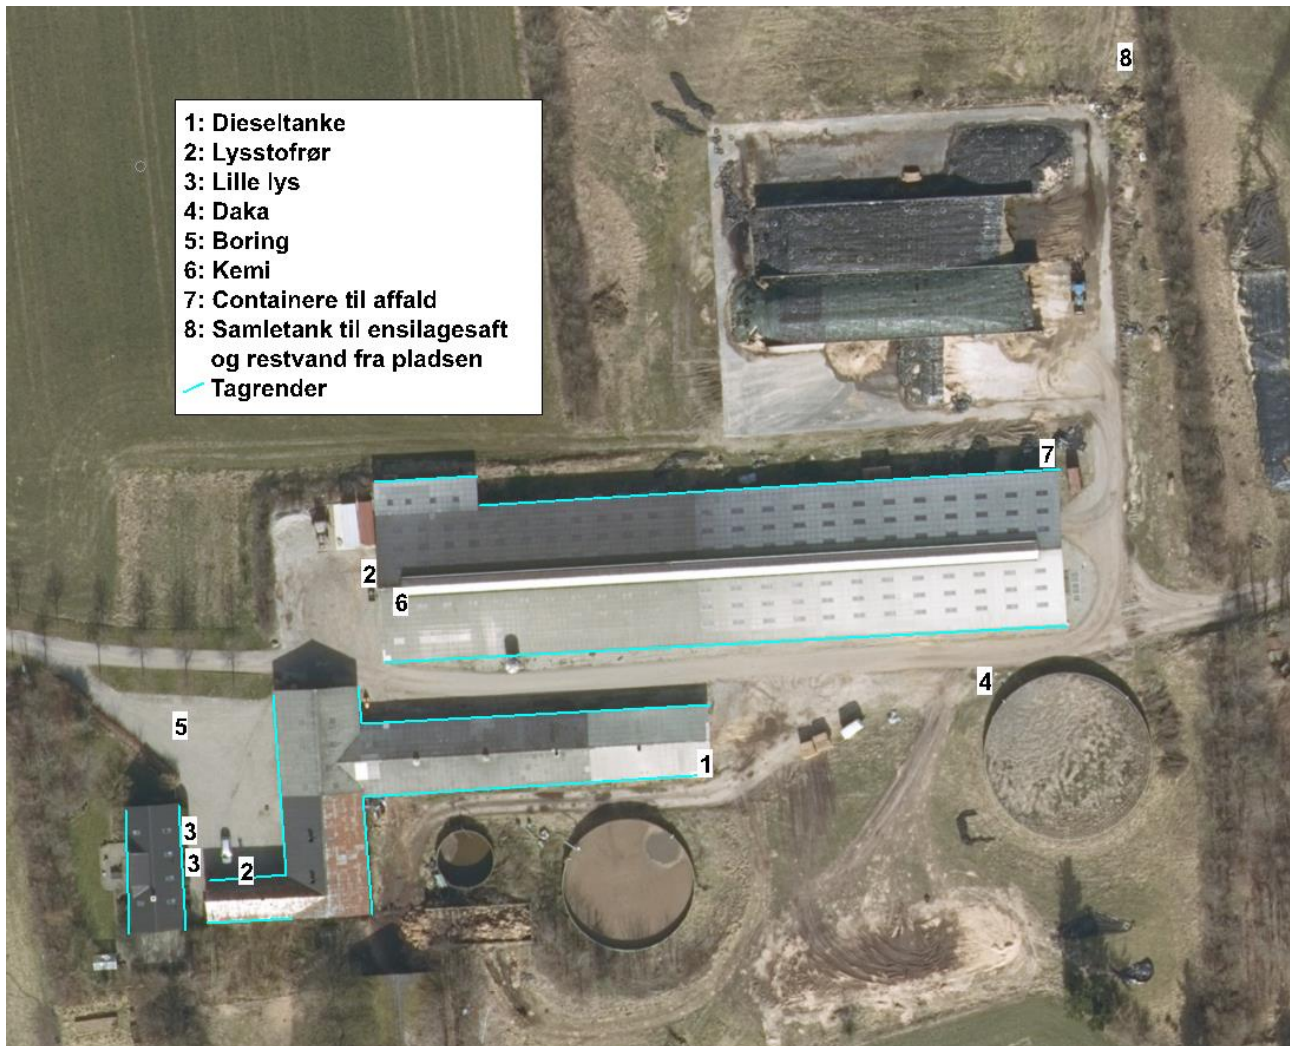 1: Dieseltanke
2: Lysstofrør
3: Lille lys
4: Daka
5: Boring
6: Kemi
7: Containere til affald
8: Samletank til ensilagesaft
og restvand fra pladsen
Tagrender
8
7
2
6
4
5
1
3
3
2